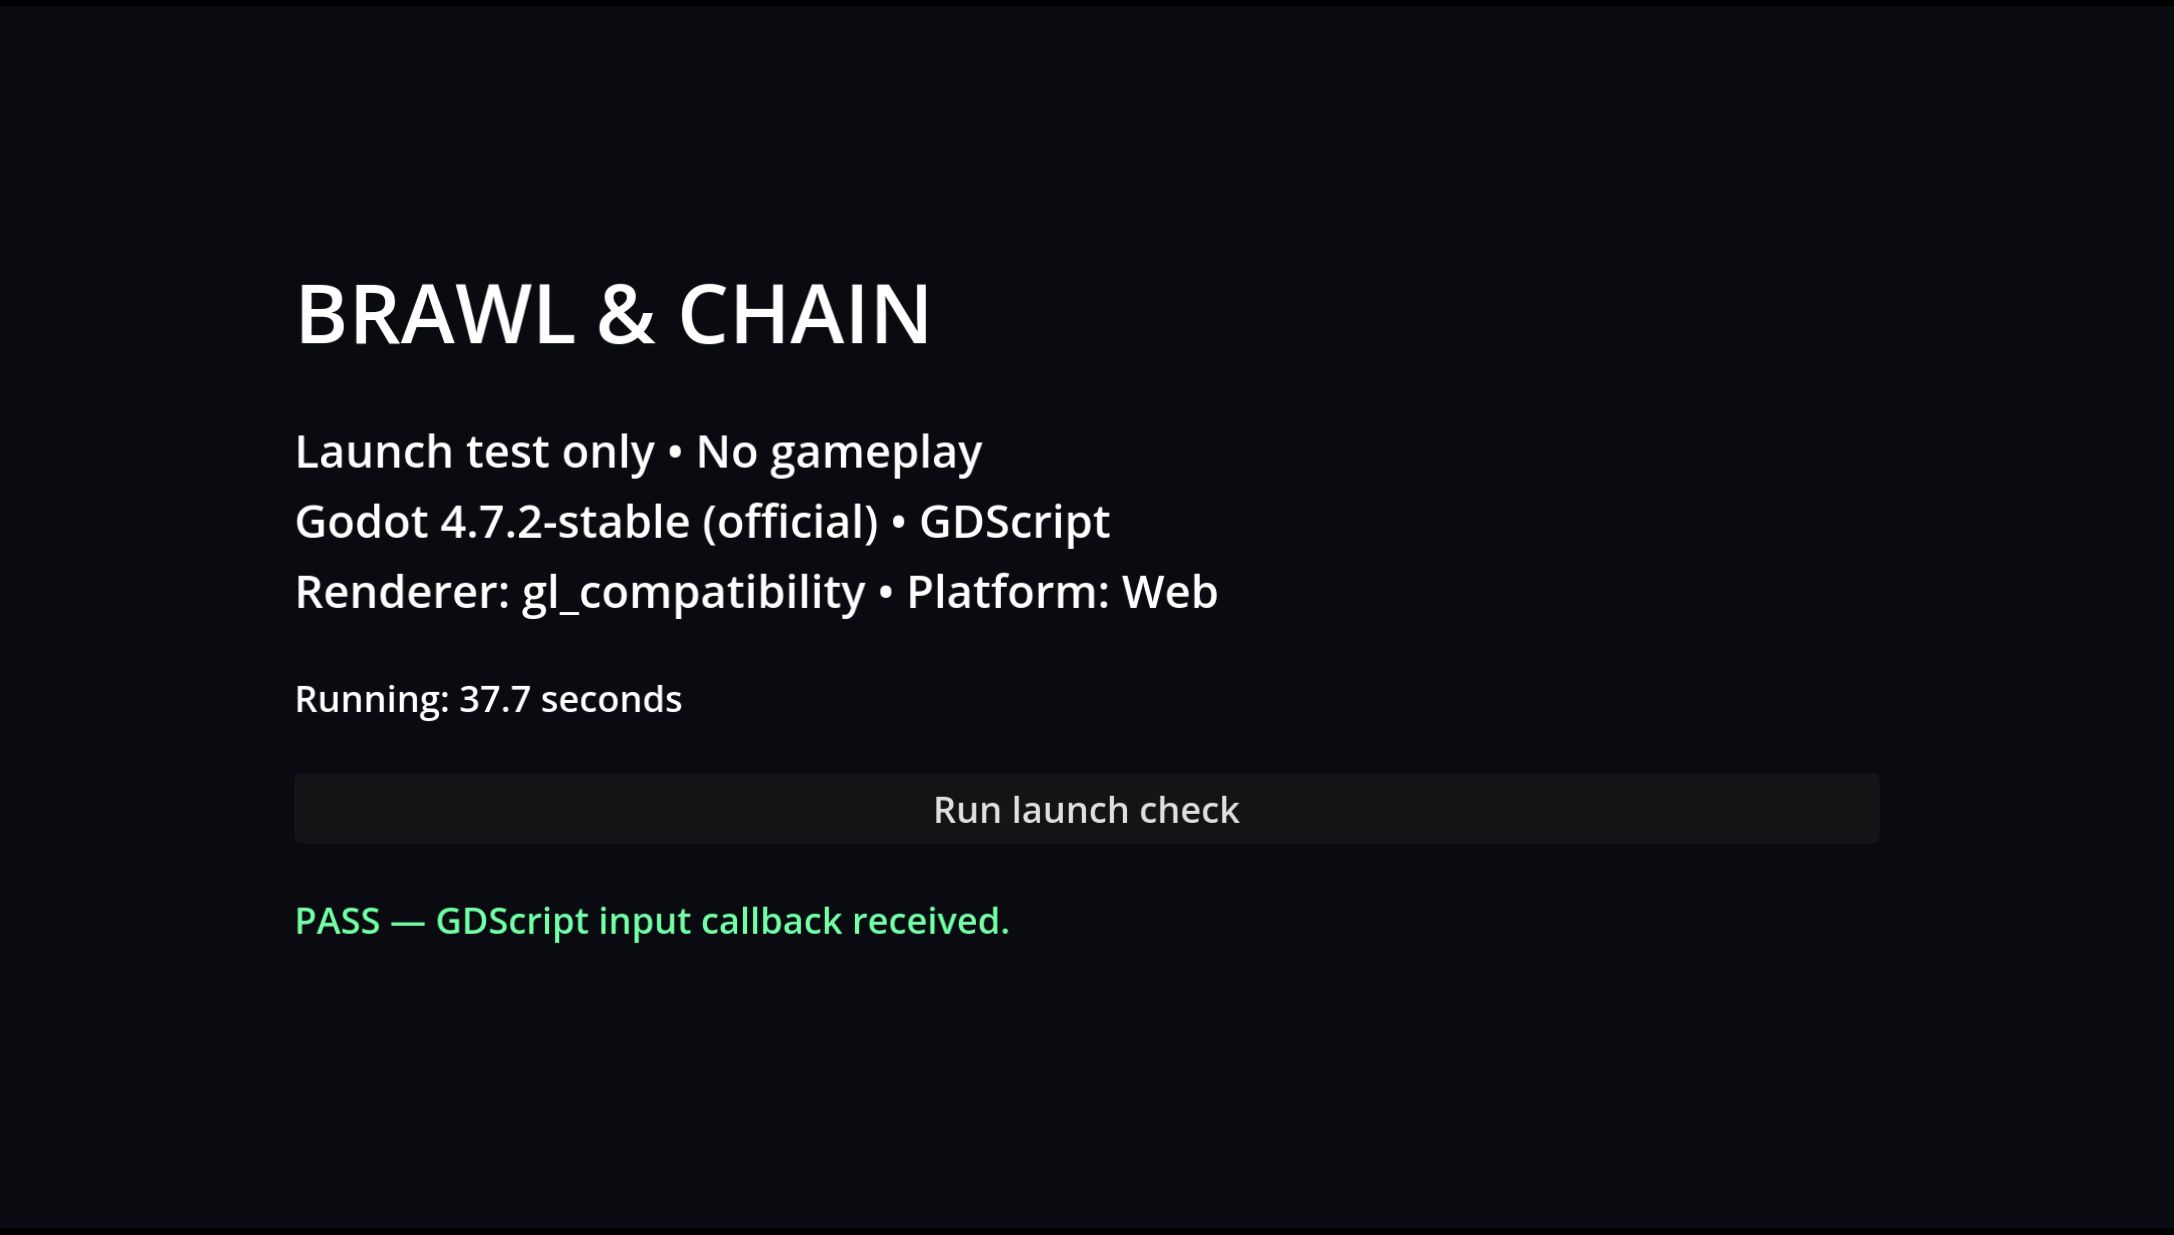 BRAWL & CHAIN
Launch test only • No gameplay
Godot 4.7.2-stable (official) • GDScript
Renderer: gl_compatibility • Platform: Web
Running: 37.7 seconds
Run launch check
PASS — GDScript input callback received.